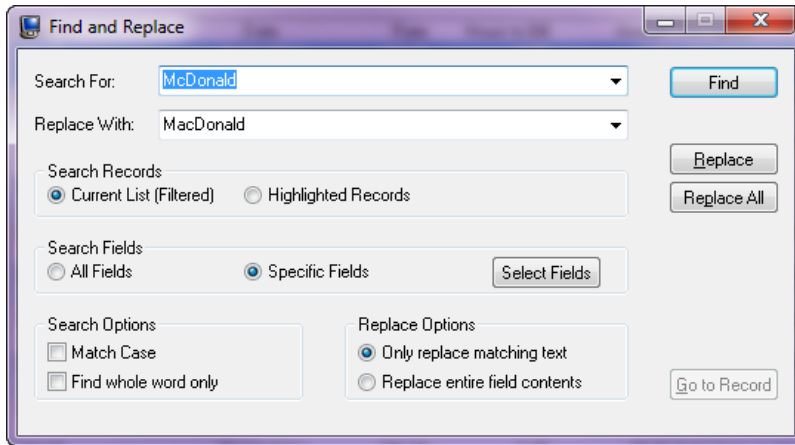 Find and Replace
Search For: McDonald Find
Replace With: MacDonald
Replace
Search Records
Current List (Filtered) Highlighted Records Replace All
Search Fields
All Fields Specific Fields Select Fields
Search Options Replace Options
Match Case Only replace matching text
Find whole word only Replace entire field contents Go to Record